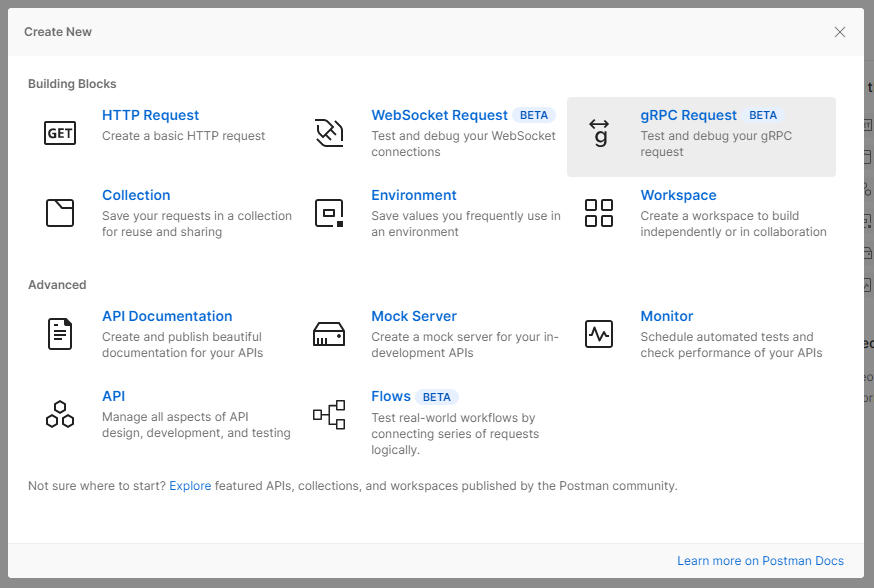 Create New
Building Blocks
GET
HTTP Request
Create a basic HTTP request
WebSocket Request BETA
Test and debug your WebSocket
connections
g
gRPC Request BETA
Test and debug your gRPC
request
Collection
Save your requests in a collection
for reuse and sharing
Environment
Save values you frequently use in
an environment
Workspace
Create a workspace to build
independently or in collaboration
Advanced
API Documentation
Create and publish beautiful
documentation for your APIs
Mock Server
Create a mock server for your in-
development APIs
Monitor
Schedule automated tests and
check performance of your APIs
API
Manage all aspects of API
design, development, and testing
Flows BETA
Test real-world workflows by
connecting series of requests
logically.
Not sure where to start? Explore featured APIs, collections, and workspaces published by the Postman community.
Learn more on Postman Docs